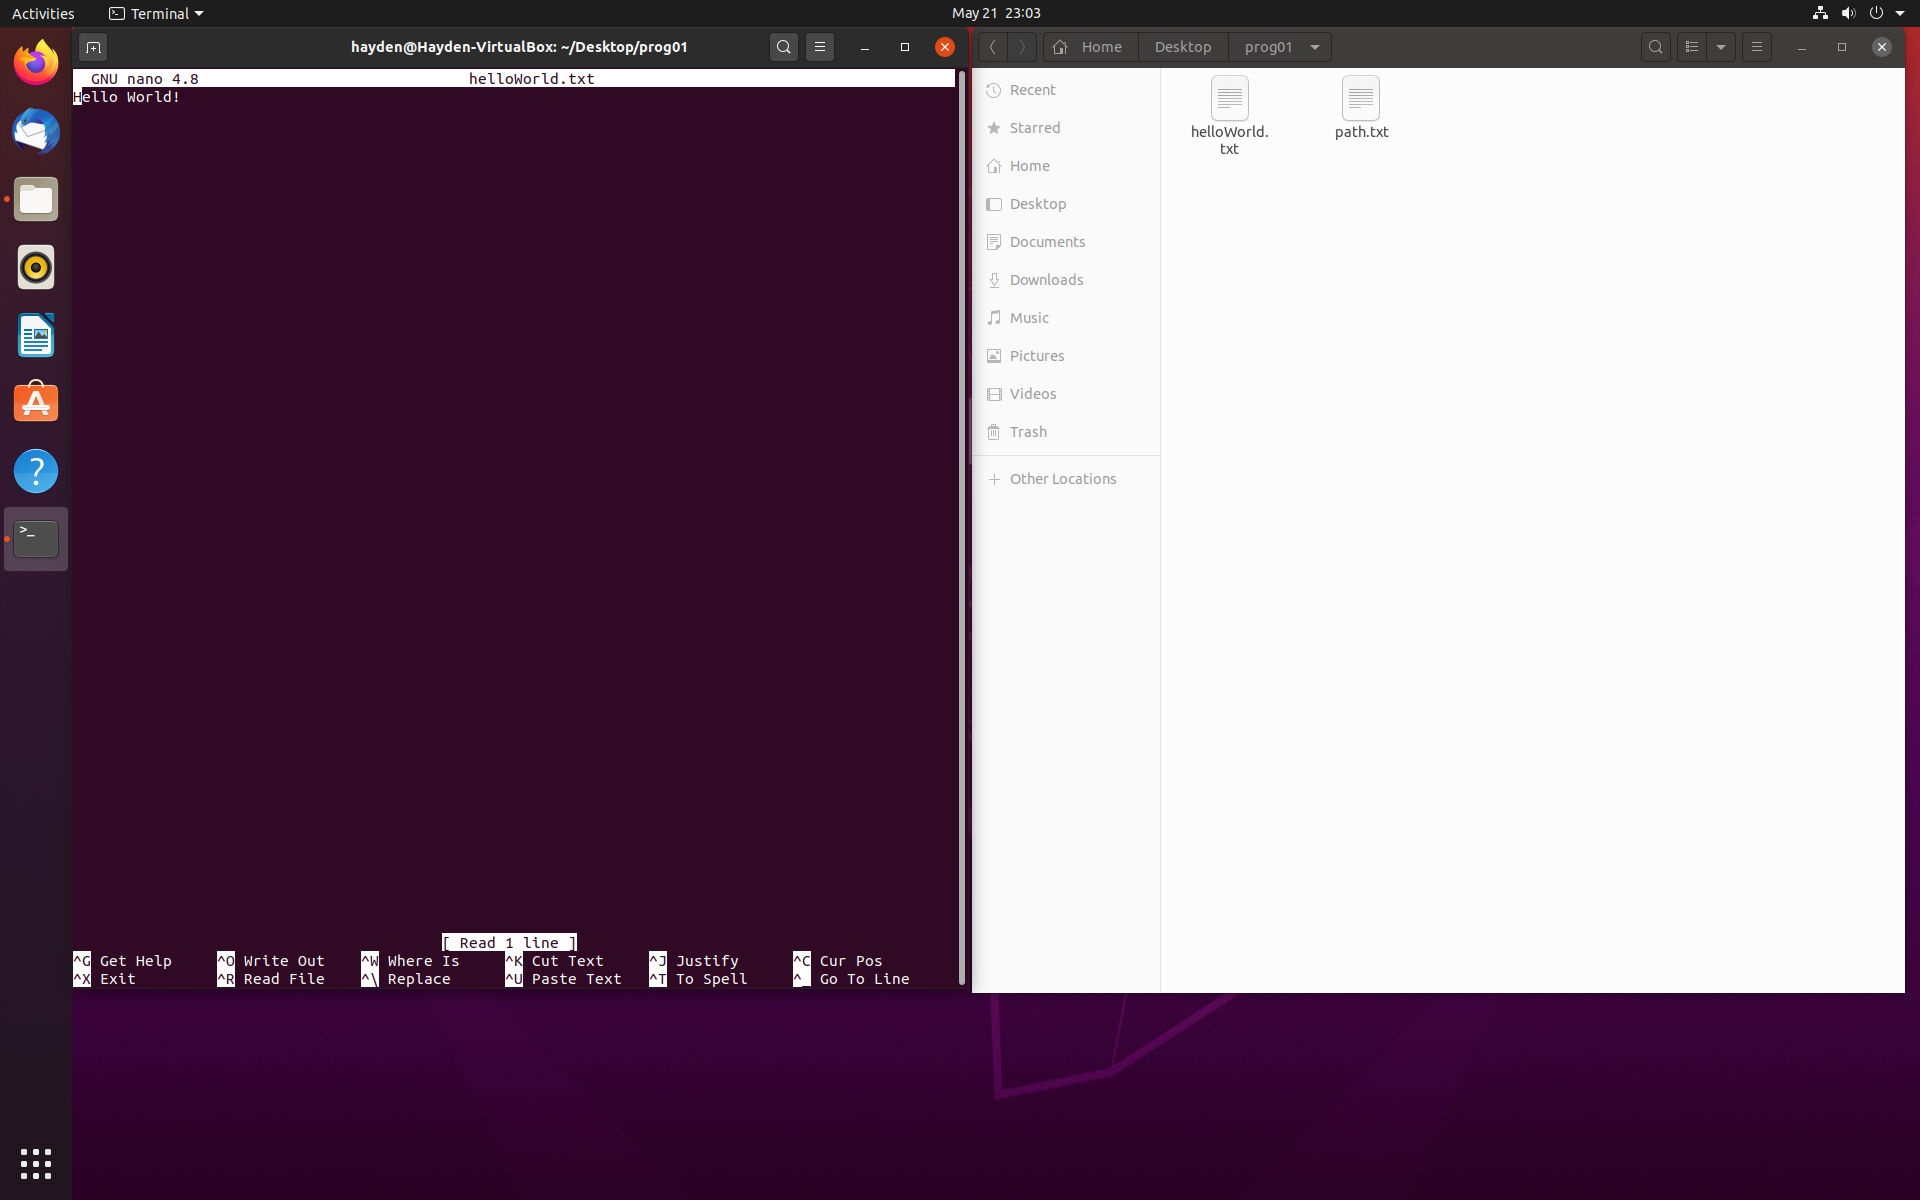 Activities
Terminal
May 21 23:03
hayden@Hayden-VirtualBox: ~/Desktop/prog01
GNU nano 4.8 helloWorld.txt
Hello World!
[ Read 1 line ]
^G Get Help ^O Write Out ^W Where Is ^K Cut Text ^J Justify ^C Cur Pos
^X Exit ^R Read File ^\ Replace ^U Paste Text ^T To Spell ^_ Go To Line
Home Desktop prog01
Recent
Starred
Home
Desktop
Documents
Downloads
Music
Pictures
Videos
Trash
+ Other Locations
helloWorld.
txt
path.txt